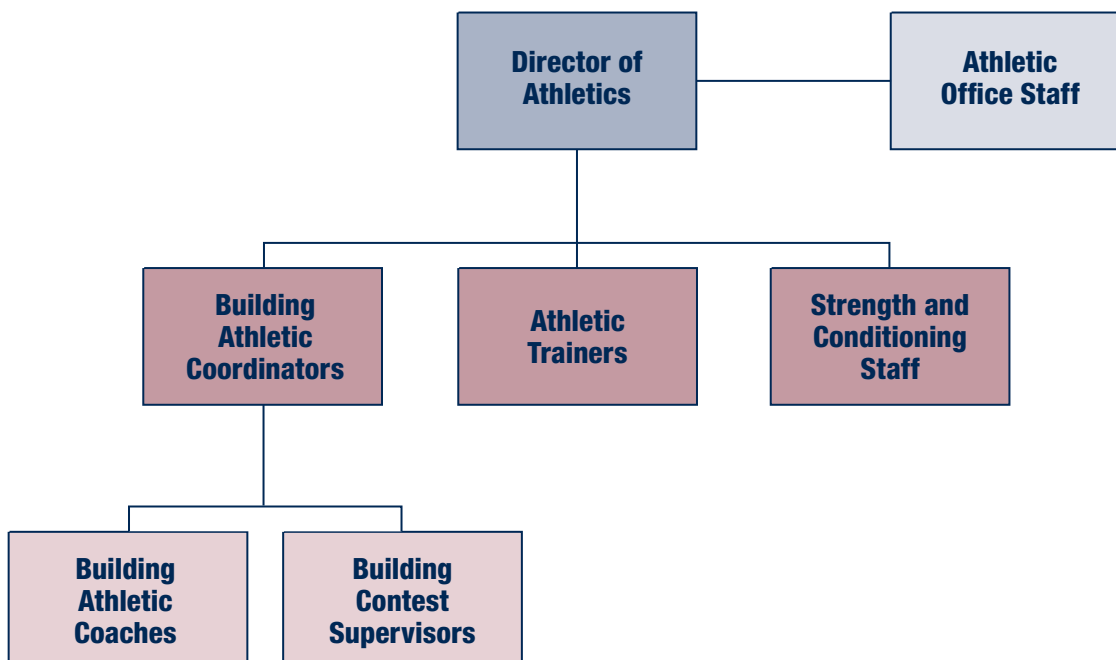 Director of
Athletics
Athletic
Office Staff
Building
Athletic
Coordinators
Athletic
Trainers
Strength and
Conditioning
Staff
Building
Athletic
Coaches
Building
Contest
Supervisors